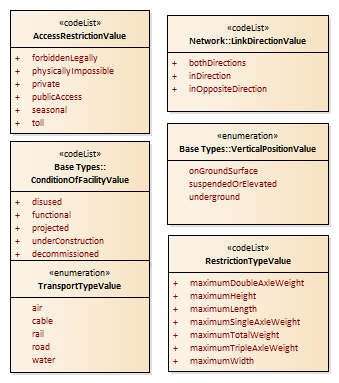 «codeList»
AccessRestrictionValue
+ forbiddenLegally
+ physicallyImpossible
+ private
+ publicAccess
+ seasonal
+ toll
«codeList»
Base Types::
ConditionOfFacilityValue
+ disused
+ functional
+ projected
+ underConstruction
+ decommissioned
«enumeration»
TransportTypeValue
air
cable
rail
road
water
«codeList»
Network::LinkDirectionValue
+ bothDirections
+ inDirection
+ inOppositeDirection
«enumeration»
Base Types::VerticalPositionValue
onGroundSurface
suspendedOrElevated
underground
«codeList»
RestrictionTypeValue
+ maximumDoubleAxleWeight
+ maximumHeight
+ maximumLength
+ maximumSingleAxleWeight
+ maximumTotalWeight
+ maximumTripleAxleWeight
+ maximumWidth